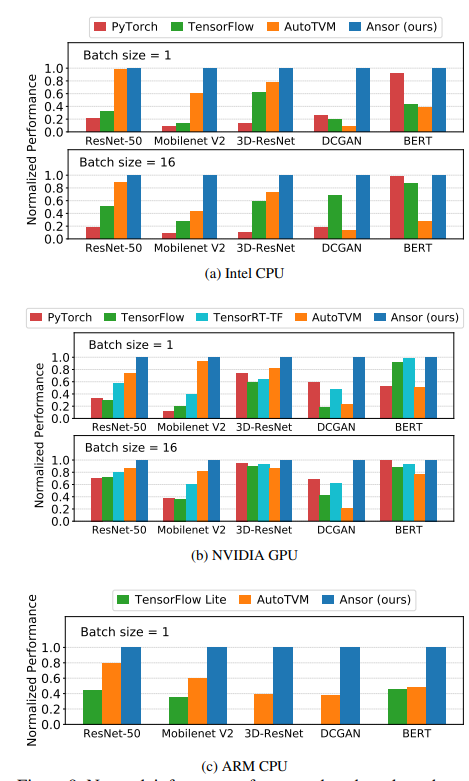 PyTorch TensorFlow AutoTVM Ansor (ours)
Normalized Performance
Batch size = 1
1.0
0.8
0.6
0.4
0.2
0.0
ResNet-50 Mobilenet V2 3D-ResNet DCGAN BERT
Batch size = 16
1.0
0.8
0.6
0.4
0.2
0.0
ResNet-50 Mobilenet V2 3D-ResNet DCGAN BERT
(a) Intel CPU
PyTorch TensorFlow TensorRT-TF AutoTVM Ansor (ours)
Normalized Performance
Batch size = 1
1.0
0.8
0.6
0.4
0.2
0.0
ResNet-50 Mobilenet V2 3D-ResNet DCGAN BERT
Batch size = 16
1.0
0.8
0.6
0.4
0.2
0.0
ResNet-50 Mobilenet V2 3D-ResNet DCGAN BERT
(b) NVIDIA GPU
TensorFlow Lite AutoTVM Ansor (ours)
Normalized Performance
Batch size = 1
1.0
0.8
0.6
0.4
0.2
0.0
ResNet-50 Mobilenet V2 3D-ResNet DCGAN BERT
(c) ARM CPU